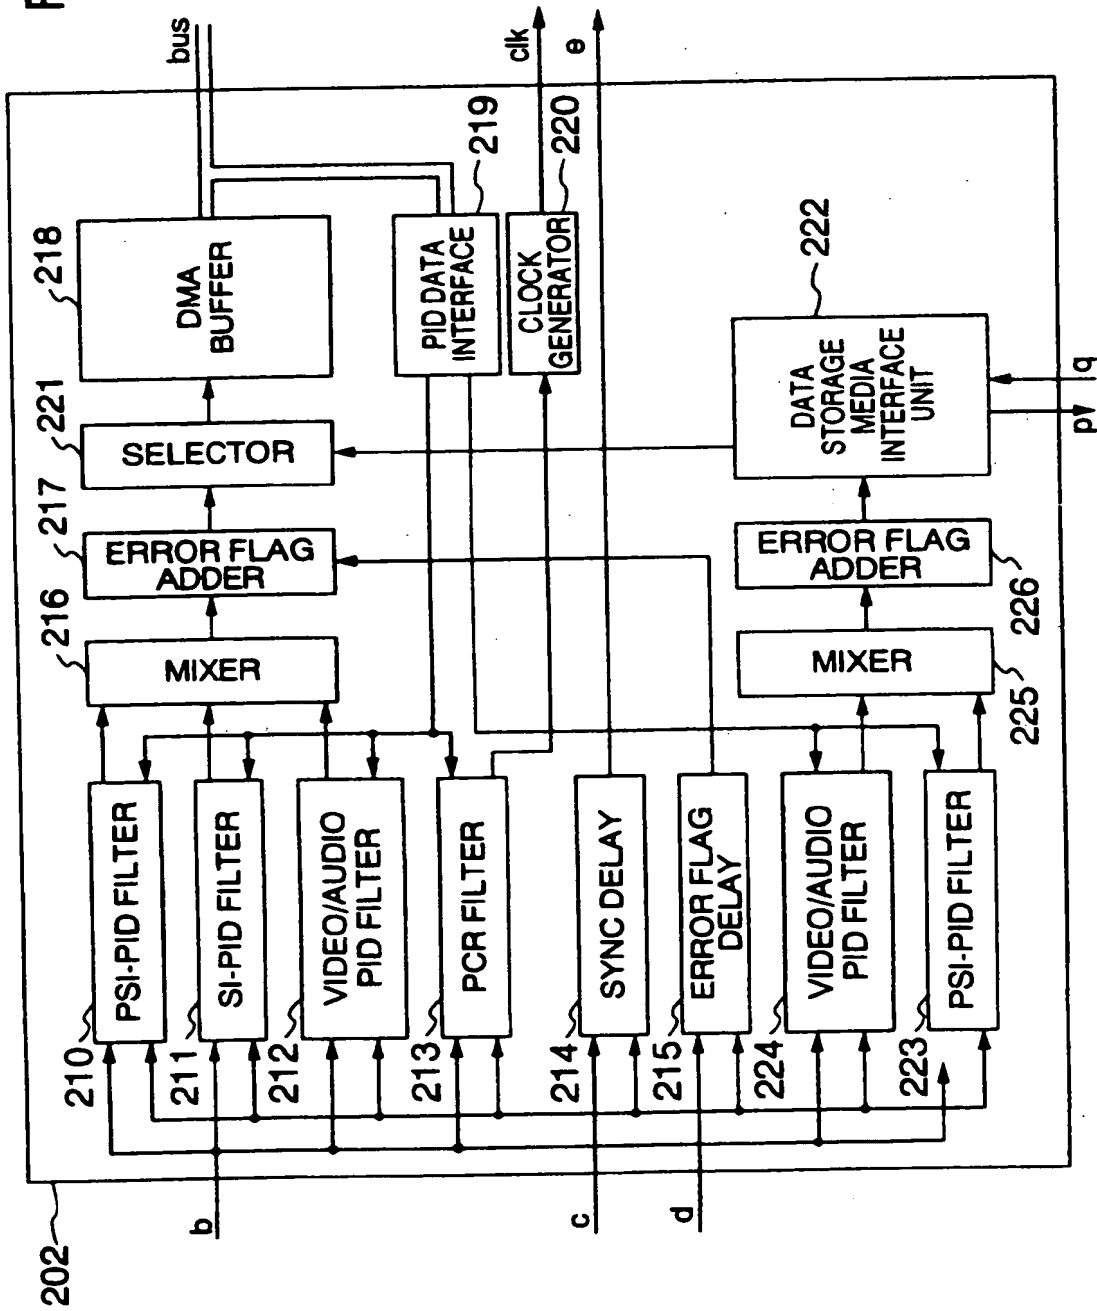 202
b
c
d
210
PSI-PID FILTER
211
SI-PID FILTER
212
VIDEO/AUDIO
PID FILTER
213
PCR FILTER
214
SYNC DELAY
215
ERROR FLAG
DELAY
224
VIDEO/AUDIO
PID FILTER
223
PSI-PID FILTER
216
MIXER
217
ERROR FLAG
ADDER
221
SELECTOR
218
DMA
BUFFER
bus
PID DATA
INTERFACE
219
CLOCK
GENERATOR
220
clk
e
MIXER
225
ERROR FLAG
ADDER
226
DATA
STORAGE
MEDIA
INTERFACE
UNIT
222
p
q